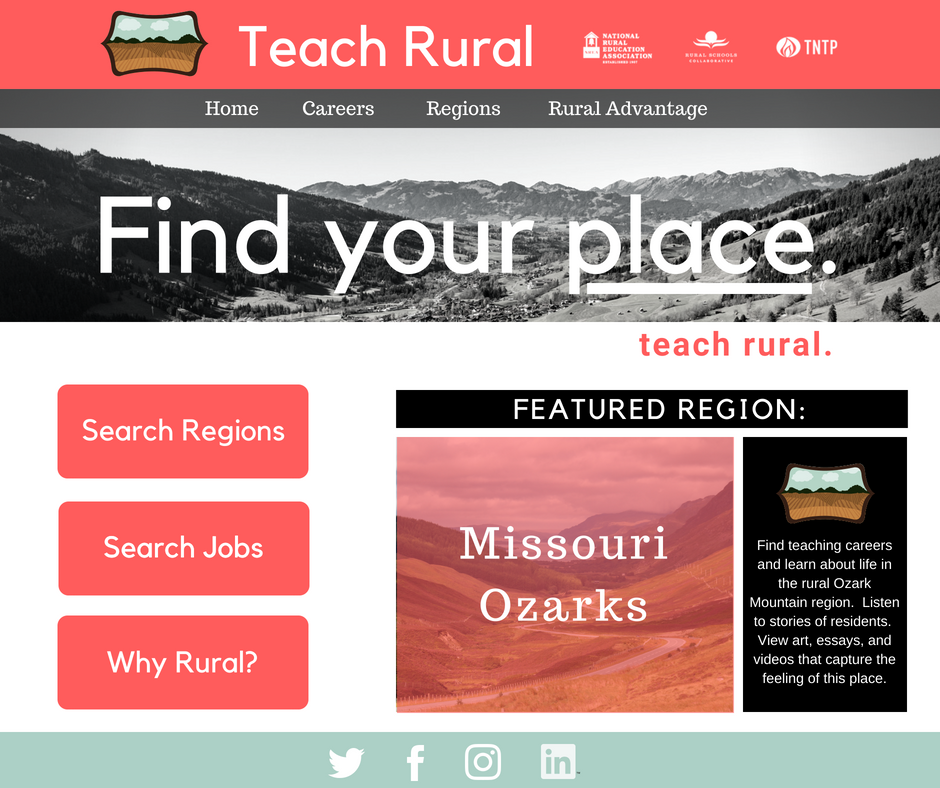 Teach Rural
NATIONAL
RURAL
EDUCATION
ASSOCIATION
RURAL SCHOOLS
COLLABORATIVE
TNTP
Home Careers Regions Rural Advantage
Find your place.
teach rural.
Search Regions
Search Jobs
Why Rural?
FEATURED REGION:
Missouri
Ozarks
Find teaching careers
and learn about life in
the rural Ozark
Mountain region.  Listen
to stories of residents.
View art, essays, and
videos that capture the
feeling of this place.
in